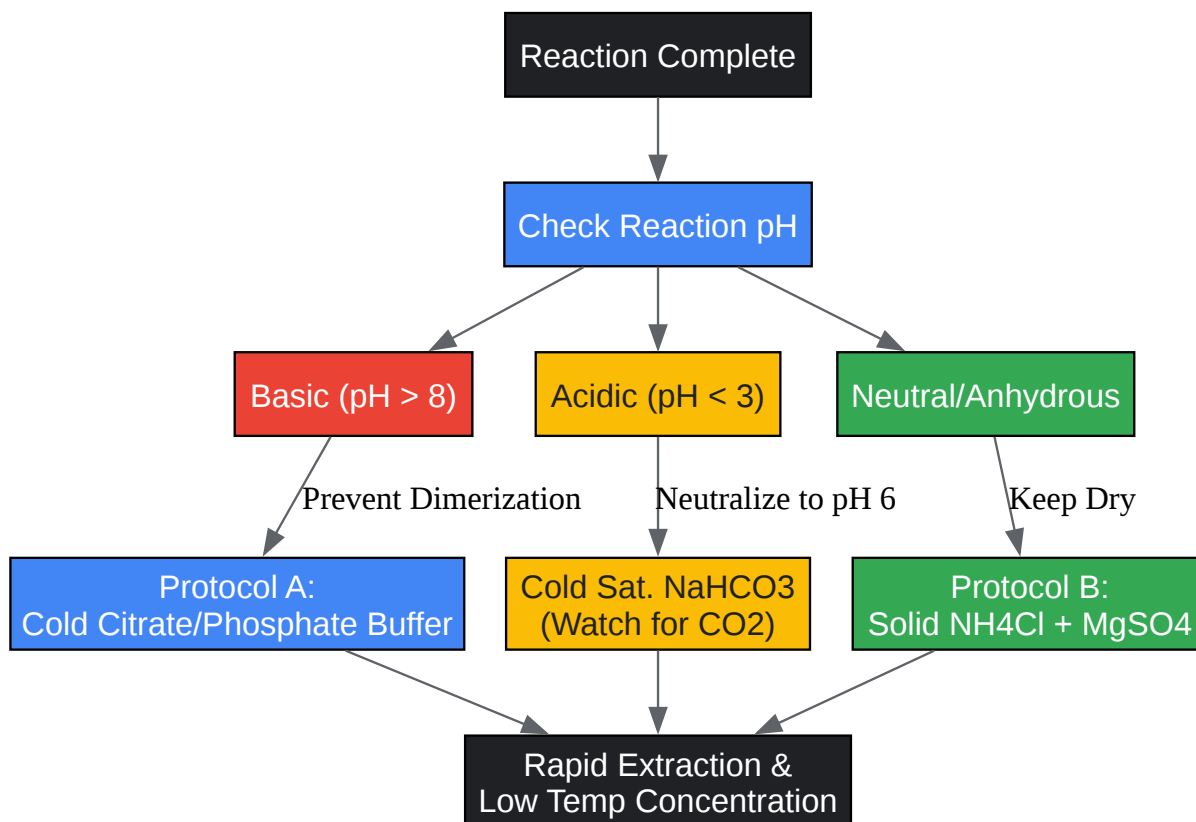 Reaction Complete
Check Reaction pH
Basic (pH > 8)
Acidic (pH < 3)
Neutral/Anhydrous
Prevent Dimerization
Neutralize to pH 6
Keep Dry
Protocol A:
Cold Citrate/Phosphate Buffer
Cold Sat. NaHCO3
(Watch for CO2)
Protocol B:
Solid NH4Cl + MgSO4
Rapid Extraction &
Low Temp Concentration